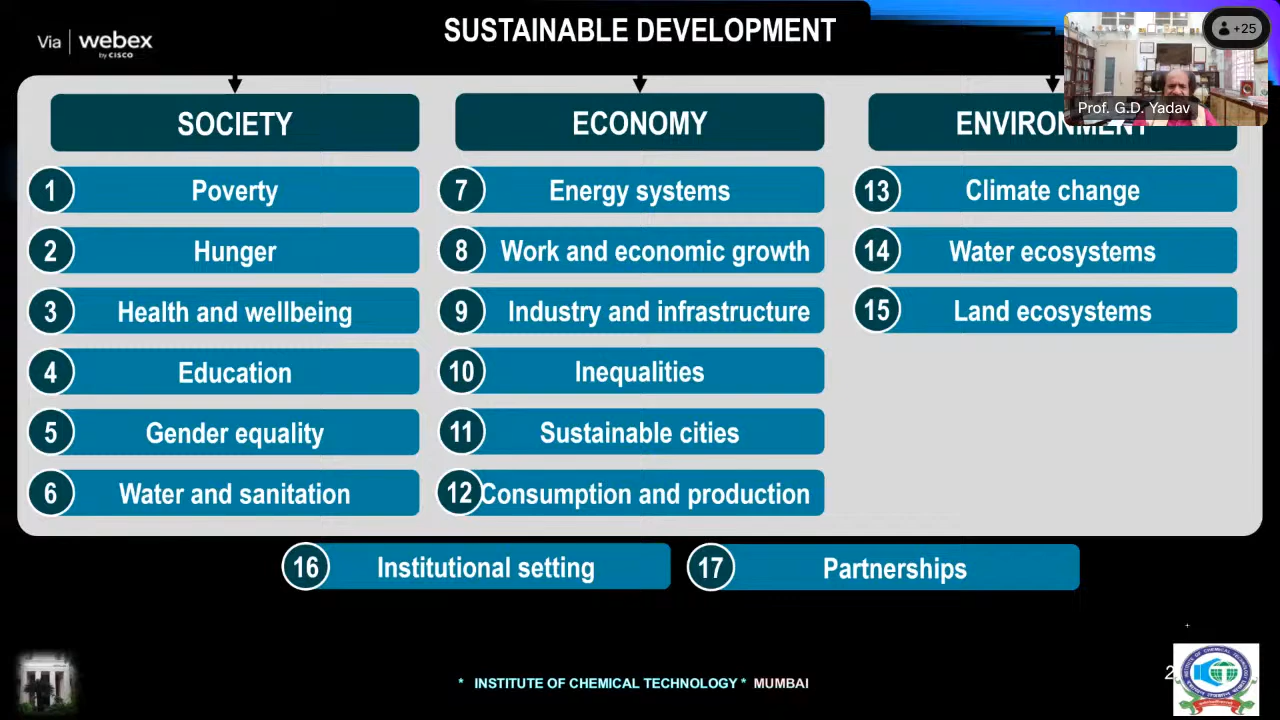 SUSTAINABLE DEVELOPMENT
Via webex
by CISCO
+25
Prof. G.D. Yadav
SOCIETY
ECONOMY
ENVIRONMENT
1 Poverty
2 Hunger
3 Health and wellbeing
4 Education
5 Gender equality
6 Water and sanitation
7 Energy systems
8 Work and economic growth
9 Industry and infrastructure
10 Inequalities
11 Sustainable cities
12 Consumption and production
13 Climate change
14 Water ecosystems
15 Land ecosystems
16 Institutional setting
17 Partnerships
* INSTITUTE OF CHEMICAL TECHNOLOGY * MUMBAI
2